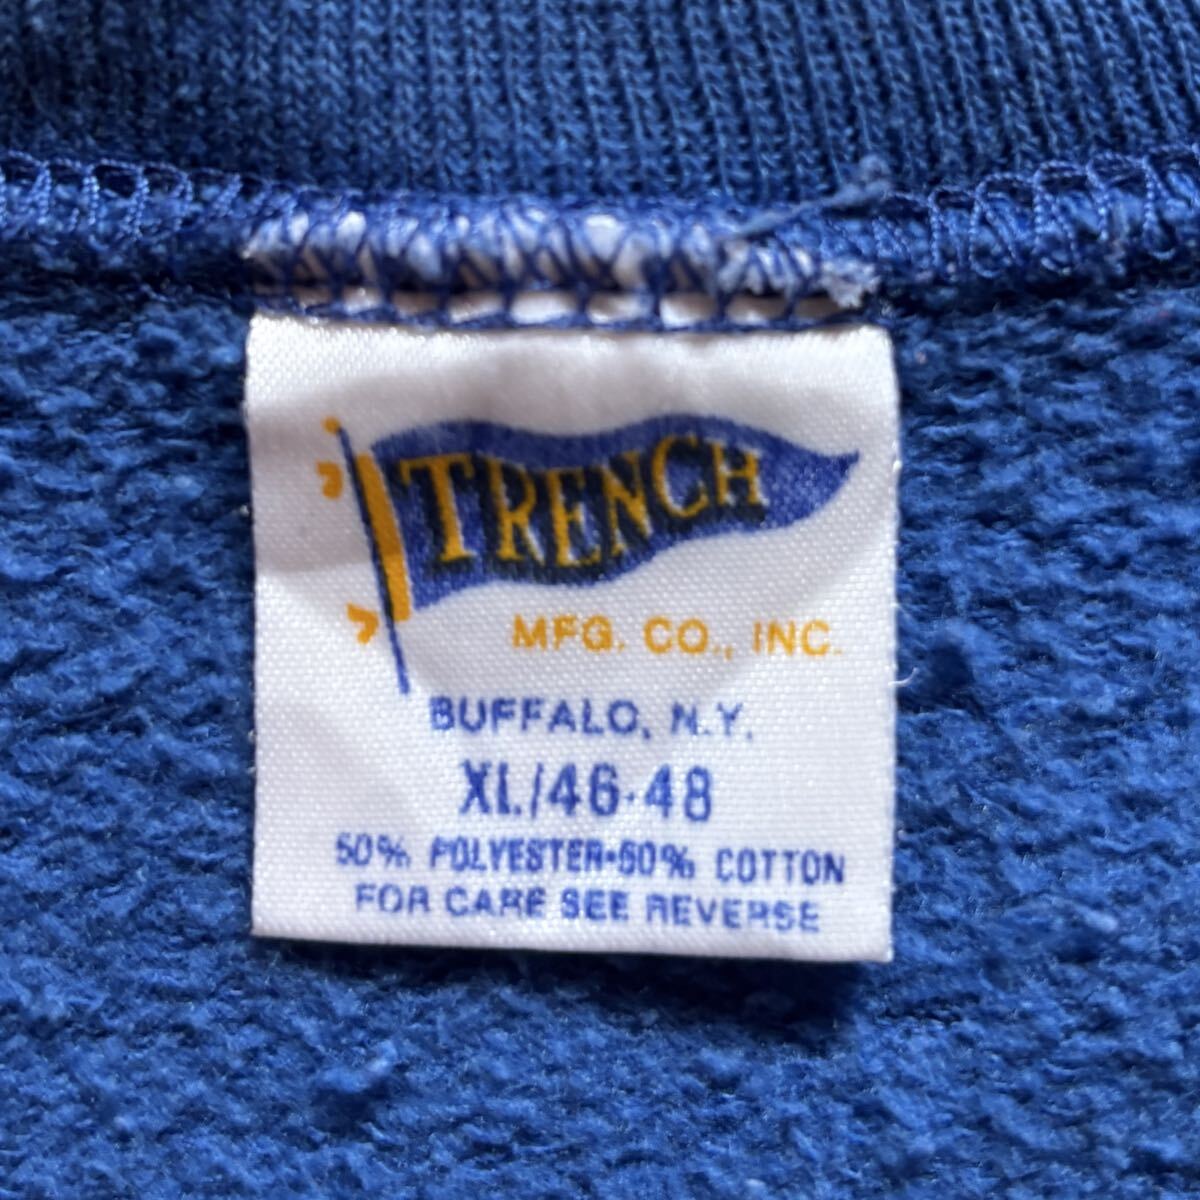 TRENCH
MFG. CO., INC.
BUFFALO, N.Y.
XL/46-48
50% POLYESTER•50% COTTON
FOR CARE SEE REVERSE